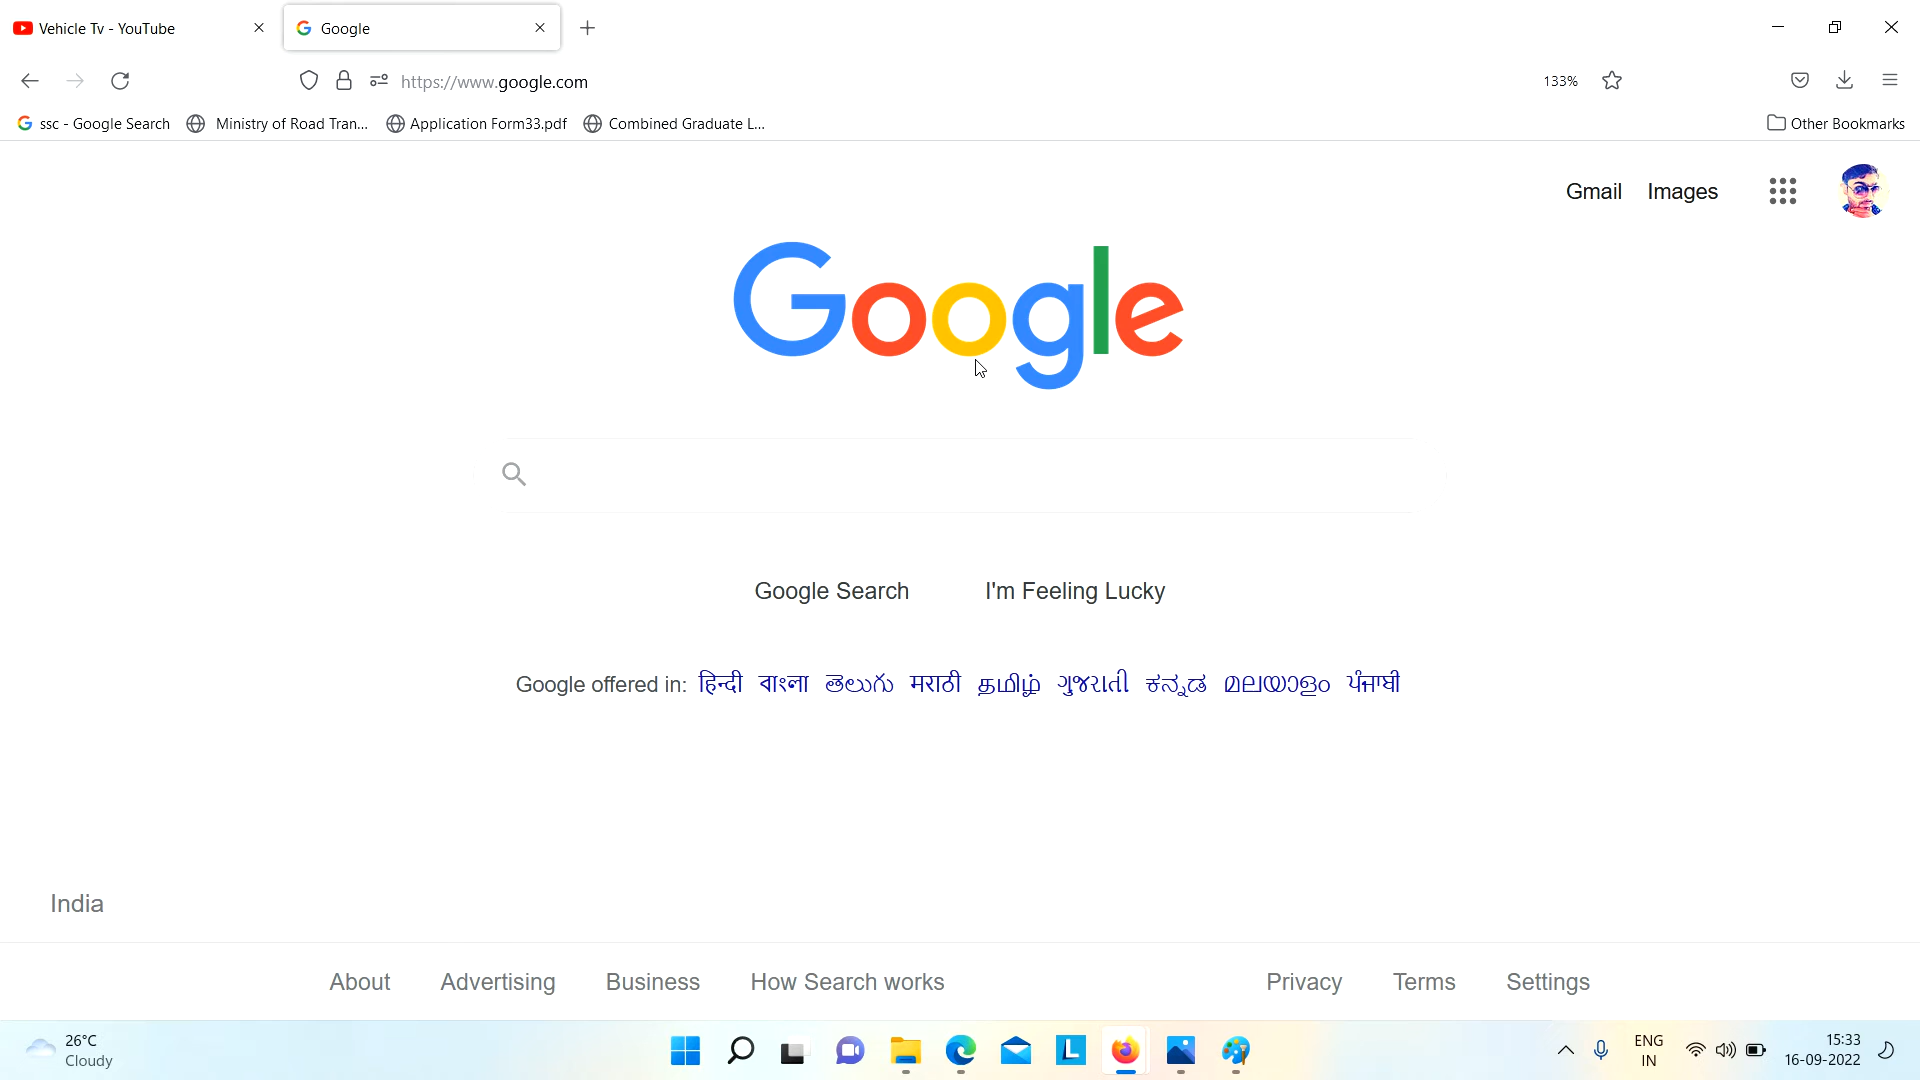 Vehicle Tv - YouTube
Google
https://www.google.com
133%
ssc - Google Search
Ministry of Road Tran...
Application Form33.pdf
Combined Graduate L...
Other Bookmarks
Gmail Images
Google
Google Search
I'm Feeling Lucky
Google offered in: हिन्दी বাংলা తెలుగు मराठी தமிழ் ગુજરાતી ಕನ್ನಡ മലയാളം ਪੰਜਾਬੀ
India
About Advertising Business How Search works
Privacy Terms Settings
26°C
Cloudy
ENG
IN
15:33
16-09-2022